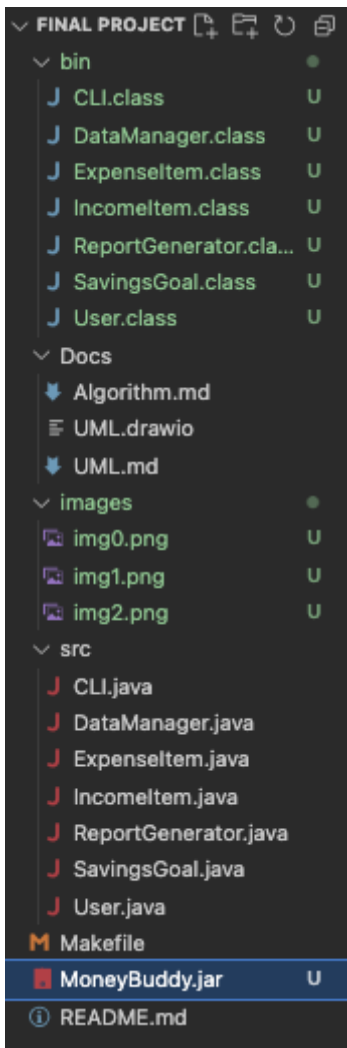 FINAL PROJECT
bin
J CLI.class U
J DataManager.class U
J ExpenseItem.class U
J IncomeItem.class U
J ReportGenerator.cla... U
J SavingsGoal.class U
J User.class U
Docs
Algorithm.md
UML.drawio
UML.md
images
img0.png U
img1.png U
img2.png U
src
J CLI.java
J DataManager.java
J ExpenseItem.java
J IncomeItem.java
J ReportGenerator.java
J SavingsGoal.java
J User.java
M Makefile
MoneyBuddy.jar U
README.md